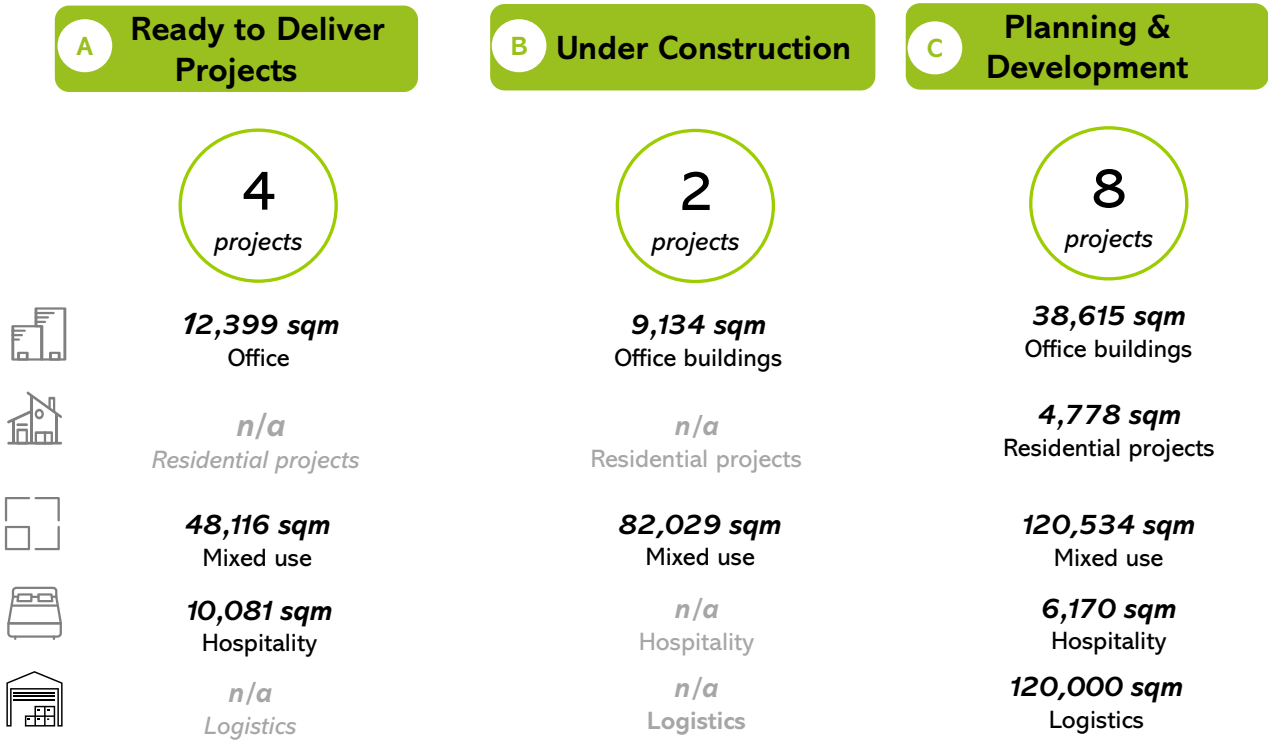 A
Ready to Deliver
Projects
B
Under Construction
C
Planning &
Development
4
projects
2
projects
8
projects
12,399 sqm
Office
9,134 sqm
Office buildings
38,615 sqm
Office buildings
n/a
Residential projects
n/a
Residential projects
4,778 sqm
Residential projects
48,116 sqm
Mixed use
82,029 sqm
Mixed use
120,534 sqm
Mixed use
10,081 sqm
Hospitality
n/a
Hospitality
6,170 sqm
Hospitality
n/a
Logistics
n/a
Logistics
120,000 sqm
Logistics